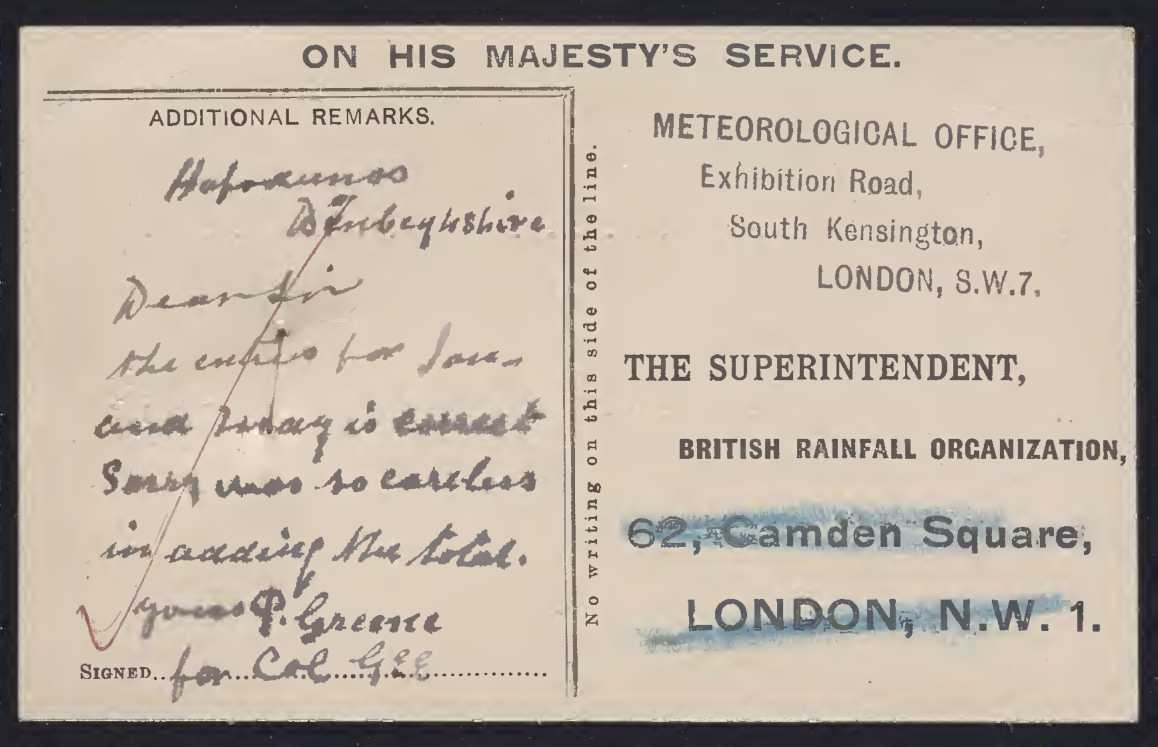 ON HIS MAJESTY'S SERVICE.
ADDITIONAL REMARKS.
Hafodunos
Denbeghshire
Dear Sir
the entries for Jan.
and today is correct
Sorry was so careless
in adding the total.
yours P. Greene
SIGNED for Col GEE
No writing on this side of the line.
METEOROLOGICAL OFFICE,
Exhibition Road,
South Kensington,
LONDON, S.W.7.
THE SUPERINTENDENT,
BRITISH RAINFALL ORGANIZATION,
62, Camden Square,
LONDON, N.W. 1.